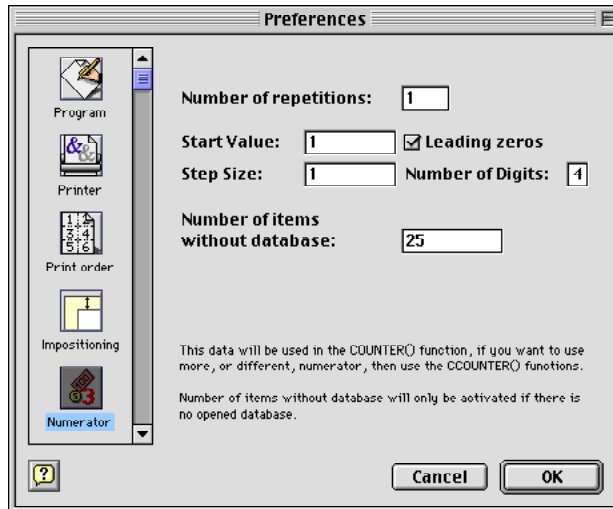 Preferences
Program
Printer
Print order
Impositioning
Numerator
Number of repetitions: 1
Start Value: 1
Leading zeros
Step Size: 1
Number of Digits: 4
Number of items
without database: 25
This data will be used in the COUNTER() function, if you want to use
more, or different, numerator, then use the CCOUNTER() functions.
Number of items without database will only be activated if there is
no opened database.
?
Cancel
OK